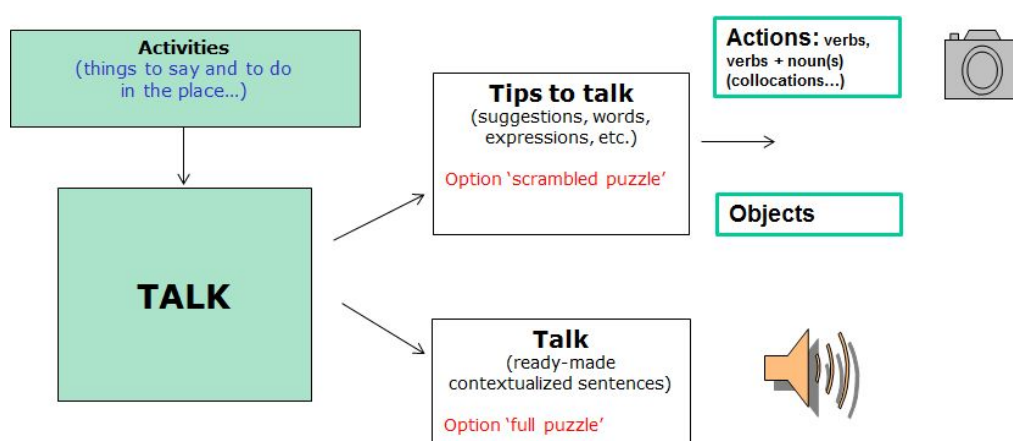 Activities
(things to say and to do
in the place...)
TALK
Tips to talk
(suggestions, words,
expressions, etc.)
Option ‘scrambled puzzle’
Actions: verbs,
verbs + noun(s)
(collocations...)
Objects
Talk
(ready-made
contextualized sentences)
Option ‘full puzzle’